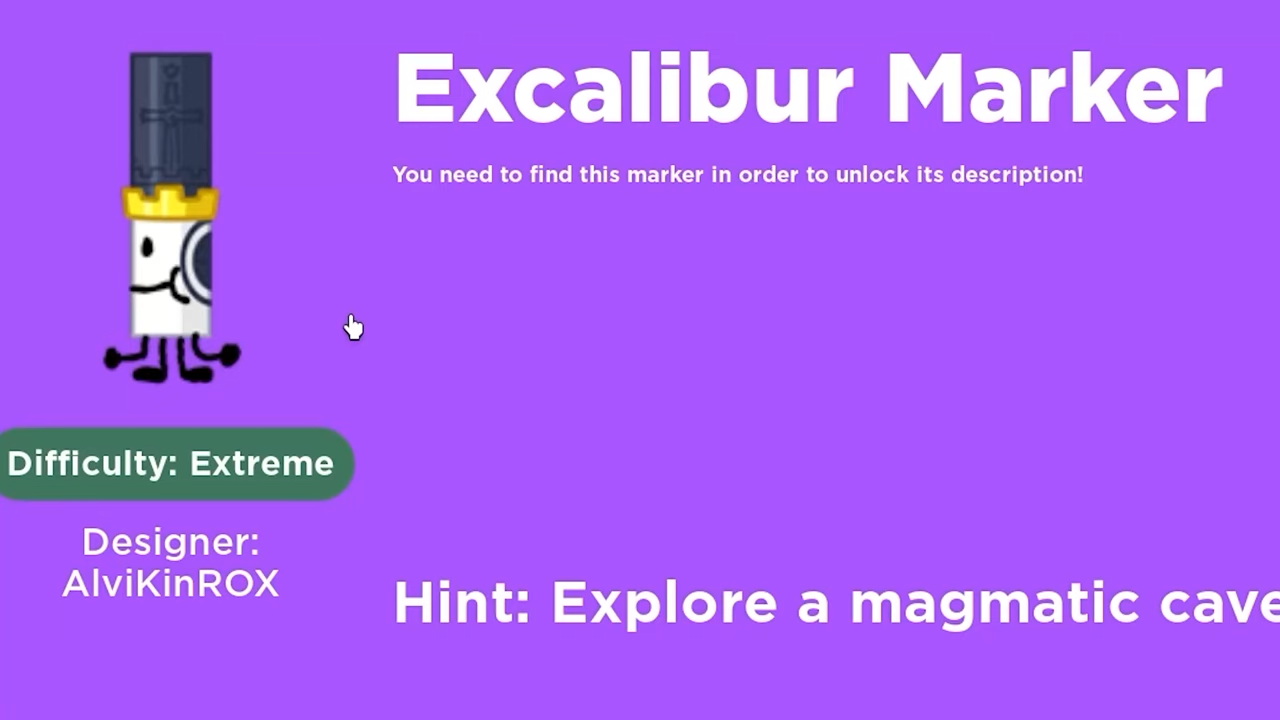 Excalibur Marker
You need to find this marker in order to unlock its description!
Difficulty: Extreme
Designer:
AlviKinROX
Hint: Explore a magmatic cave